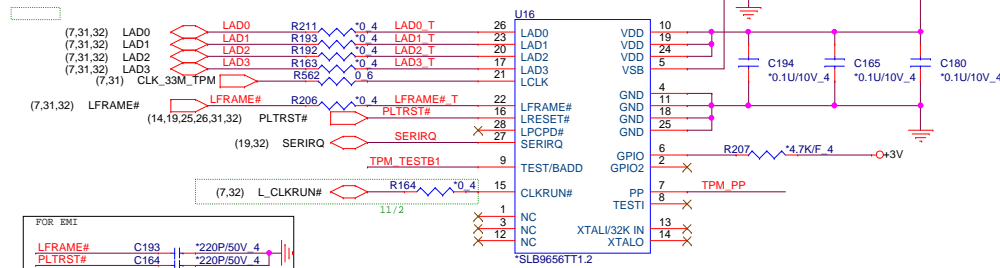 U16
(7,31,32) LAD0 LAD0 R211 *0_4 LAD0_T 26 LAD0 VDD 10
(7,31,32) LAD1 LAD1 R193 *0_4 LAD1_T 23 LAD1 VDD 19
(7,31,32) LAD2 LAD2 R192 *0_4 LAD2_T 20 LAD2 VDD 24
(7,31,32) LAD3 LAD3 R163 *0_4 LAD3_T 17 LAD3 VSB 5
(7,31) CLK_33M_TPM R562 0_6 21 LCLK
C194 C165 C180
*0.1U/10V_4 *0.1U/10V_4 *0.1U/10V_4
GND 4
(7,31,32) LFRAME# LFRAME# R206 *0_4 LFRAME#_T 22 LFRAME# GND 11
(14,19,25,26,31,32) PLTRST# PLTRST# 16 LRESET# GND 18
28 LPCPD# GND 25
(19,32) SERIRQ SERIRQ 27 SERIRQ
GPIO 6 R207 *4.7K/F_4 +3V
TPM_TESTB1 9 TEST/BADD GPIO2 2
(7,32) L_CLKRUN# R164 *0_4 15 CLKRUN# PP 7 TPM_PP
11/2
TESTI 8
1 NC
3 NC XTALI/32K IN 13
12 NC XTALO 14
*SLB9656TT1.2
FOR EMI
LFRAME# C193 *220P/50V_4
PLTRST# C164 *220P/50V_4